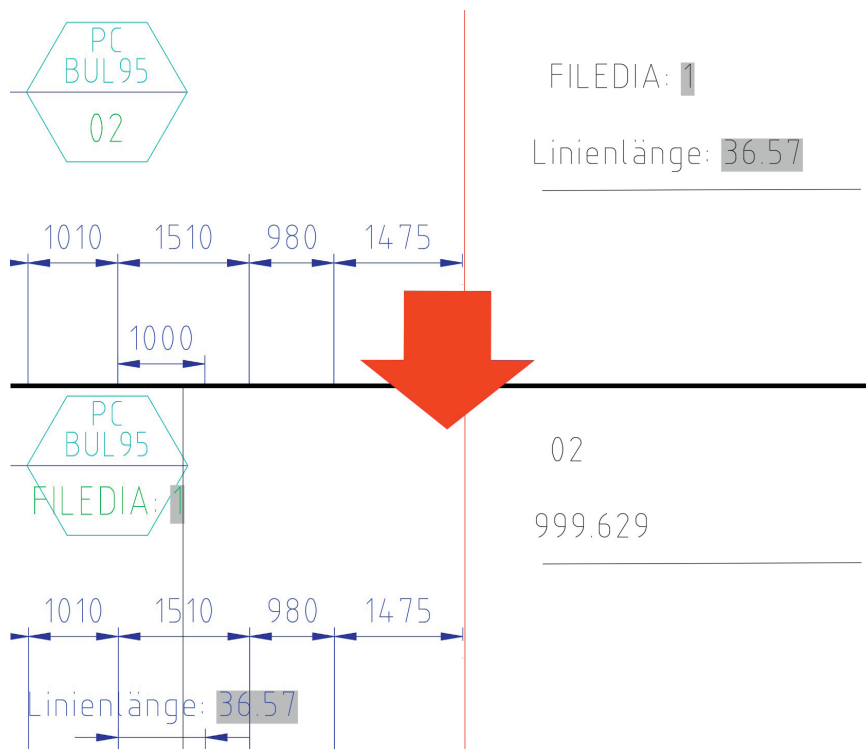 PC
BUL95
02
FILEDIA: 1
Linienlänge: 36.57
1010 1510 980 1475
1000
PC
BUL95
FILEDIA: 1
02
999.629
1010 1510 980 1475
Linienlänge: 36.57